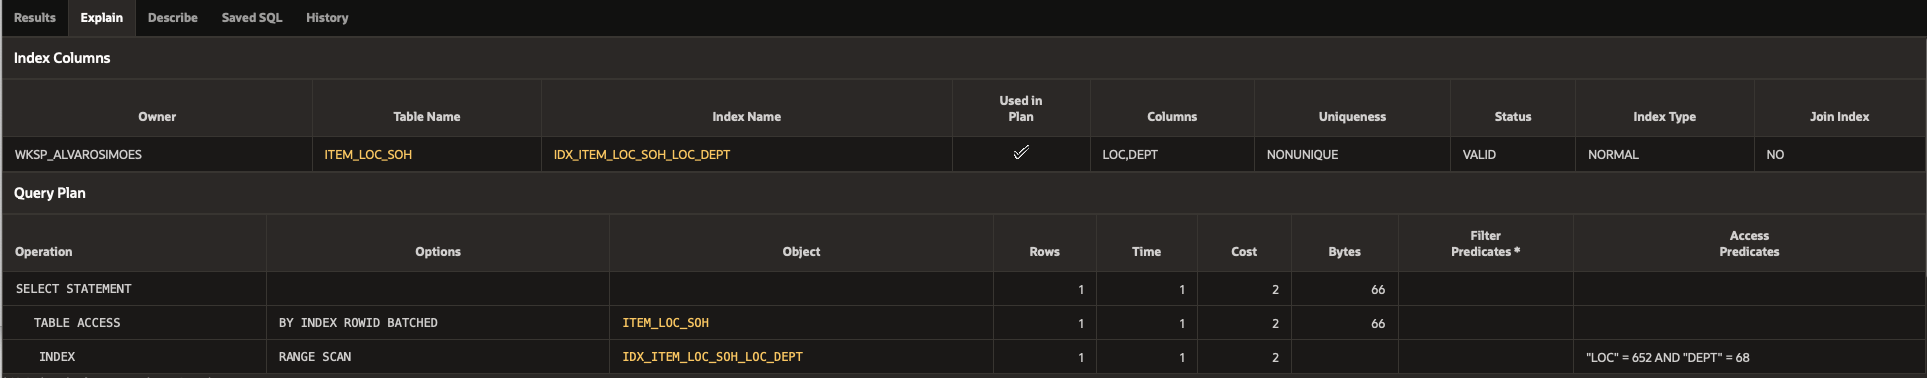 Results Explain Describe Saved SQL History
Index Columns
Owner Table Name Index Name Used in Plan Columns Uniqueness Status Index Type Join Index
WKSP_ALVAROSIMOES ITEM_LOC_SOH IDX_ITEM_LOC_SOH_LOC_DEPT LOC,DEPT NONUNIQUE VALID NORMAL NO
Query Plan
Operation Options Object Rows Time Cost Bytes Filter Predicates * Access Predicates
SELECT STATEMENT 1 1 2 66
TABLE ACCESS BY INDEX ROWID BATCHED ITEM_LOC_SOH 1 1 2 66
INDEX RANGE SCAN IDX_ITEM_LOC_SOH_LOC_DEPT 1 1 2 "LOC" = 652 AND "DEPT" = 68